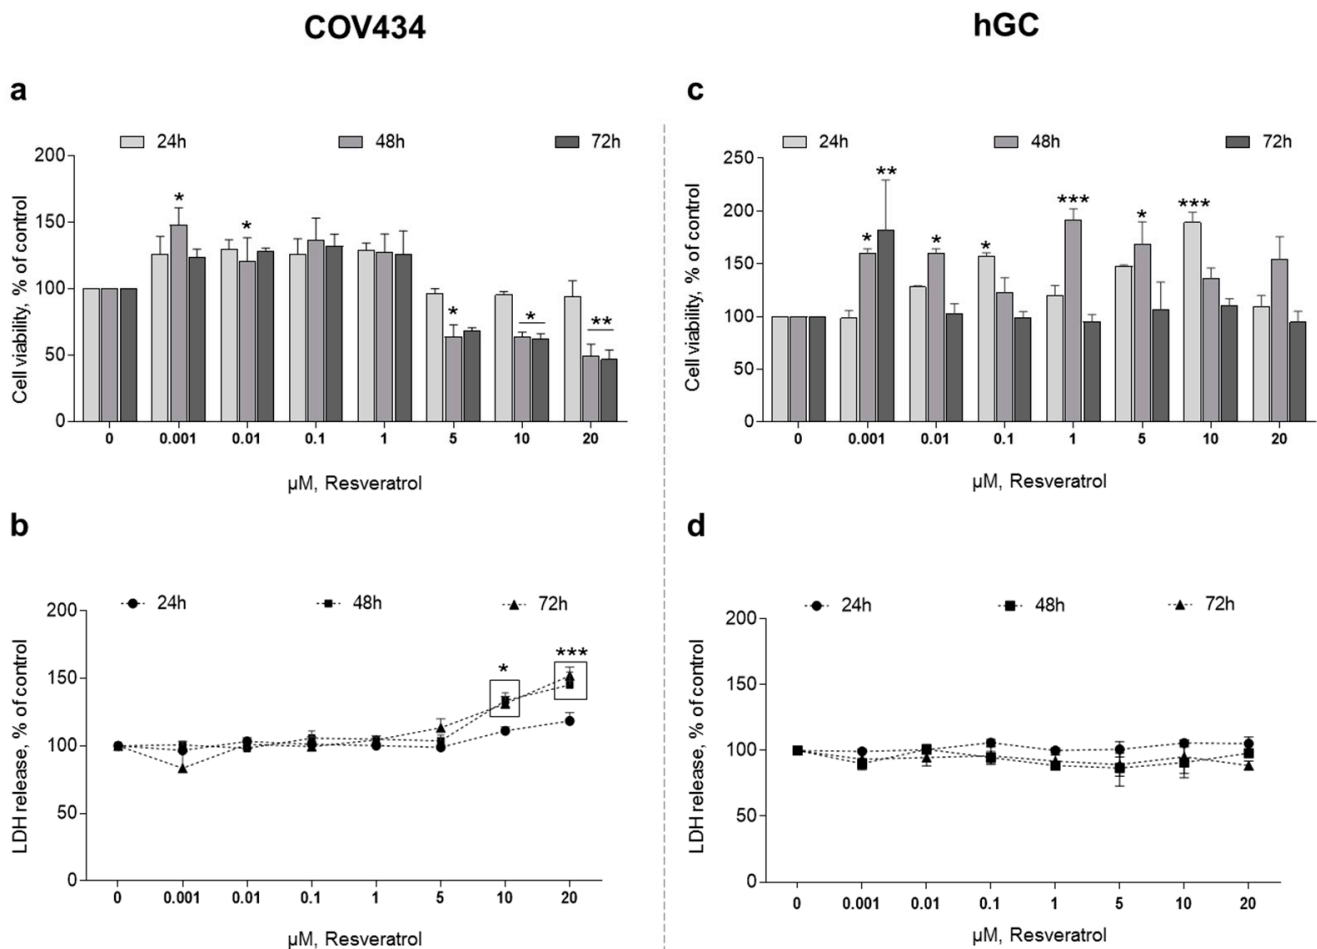 COV434
hGC
a
24h 48h 72h
Cell viability, % of control
200
150
100
50
0
*
*
*
*
**
0 0.001 0.01 0.1 1 5 10 20
µM, Resveratrol
c
24h 48h 72h
Cell viability, % of control
250
200
150
100
50
0
*
**
*
*
***
*
***
0 0.001 0.01 0.1 1 5 10 20
µM, Resveratrol
b
24h 48h 72h
LDH release, % of control
200
150
100
50
0
*
***
0 0.001 0.01 0.1 1 5 10 20
µM, Resveratrol
d
24h 48h 72h
LDH release, % of control
200
150
100
50
0
0 0.001 0.01 0.1 1 5 10 20
µM, Resveratrol